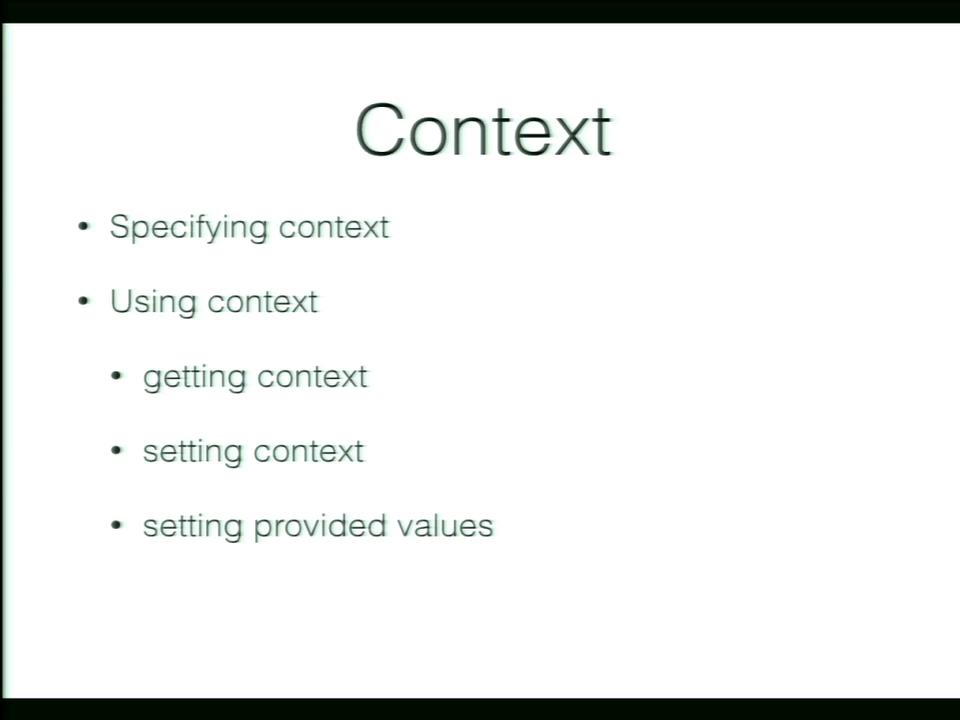 Context
• Specifying context
• Using context
• getting context
• setting context
• setting provided values